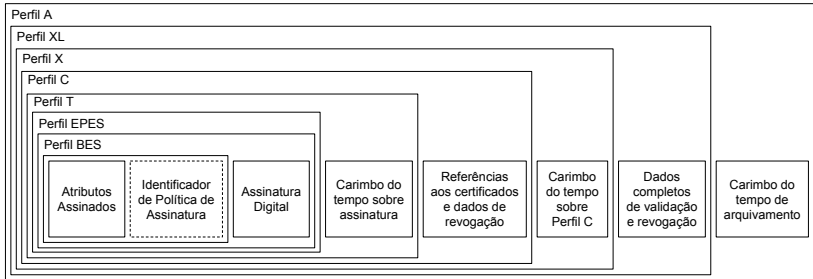 Perfil A
Perfil XL
Perfil X
Perfil C
Perfil T
Perfil EPES
Perfil BES
Atributos
Assinados
Identificador
de Política de
Assinatura
Assinatura
Digital
Carimbo do
tempo sobre
assinatura
Referências
aos certificados
e dados de
revogação
Carimbo
do tempo
sobre
Perfil C
Dados
completos
de validação
e revogação
Carimbo do
tempo de
arquivamento